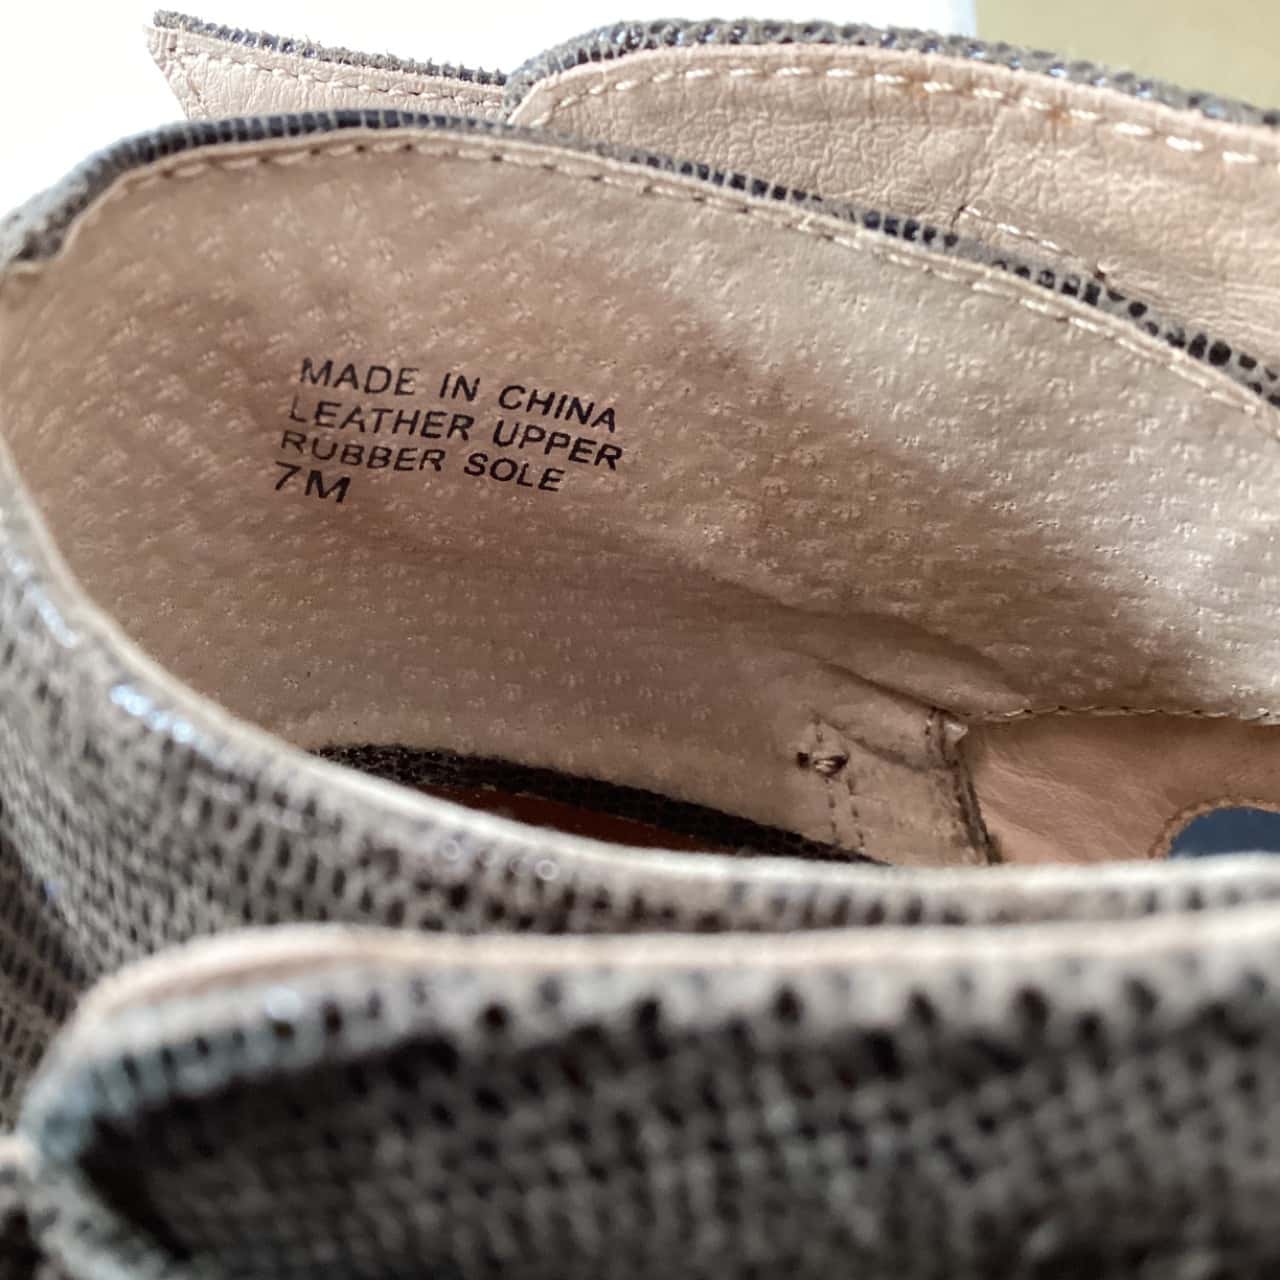 MADE IN CHINA
LEATHER UPPER
RUBBER SOLE
7M